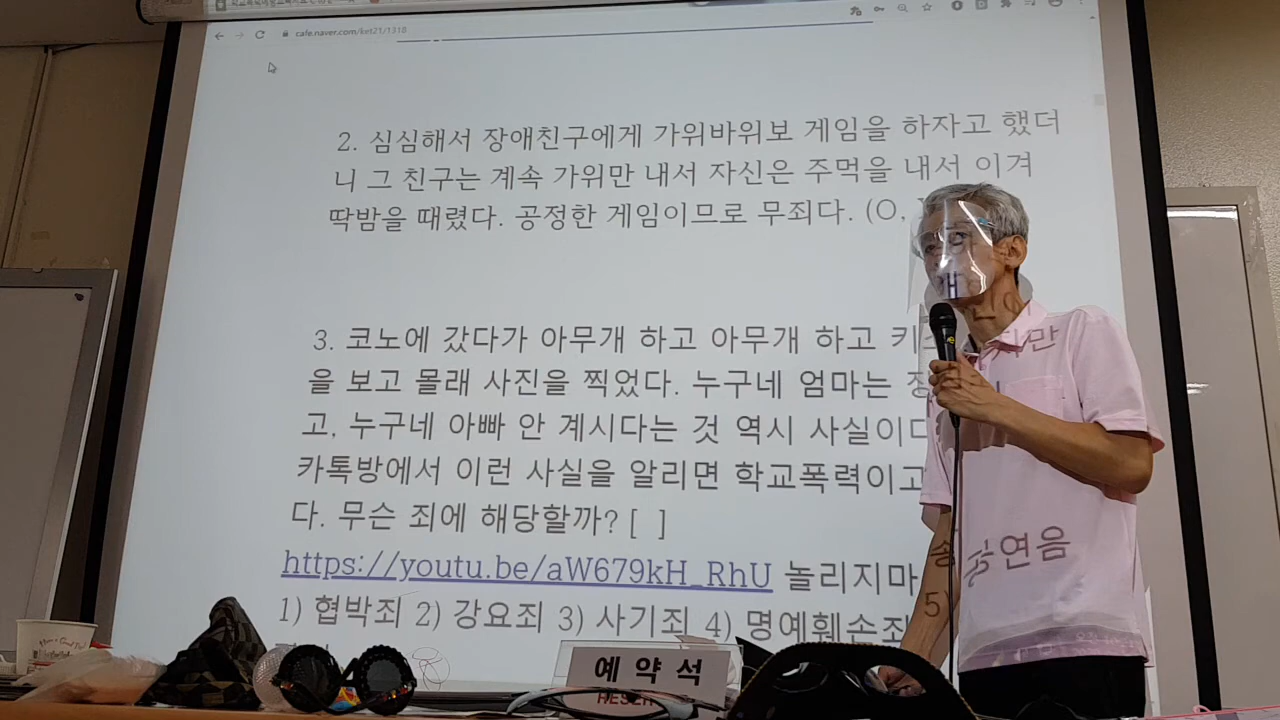 cafe.naver.com/ket21/1318
2. 심심해서 장애친구에게 가위바위보 게임을 하자고 했더
니 그 친구는 계속 가위만 내서 자신은 주먹을 내서 이겨
딱밤을 때렸다. 공정한 게임이므로 무죄다. (O,
3. 코노에 갔다가 아무개 하고 아무개 하고
을 보고 몰래 사진을 찍었다. 누구네 엄마는
고, 누구네 아빠 안 계시다는 것 역시 사실이다
카톡방에서 이런 사실을 알리면 학교폭력이고
다. 무슨 죄에 해당할까? [ ]
https://youtu.be/aW679kH_RhU 놀리지마 송 연음
1) 협박죄 2) 강요죄 3) 사기죄 4) 명예훼손죄 5)
예약석